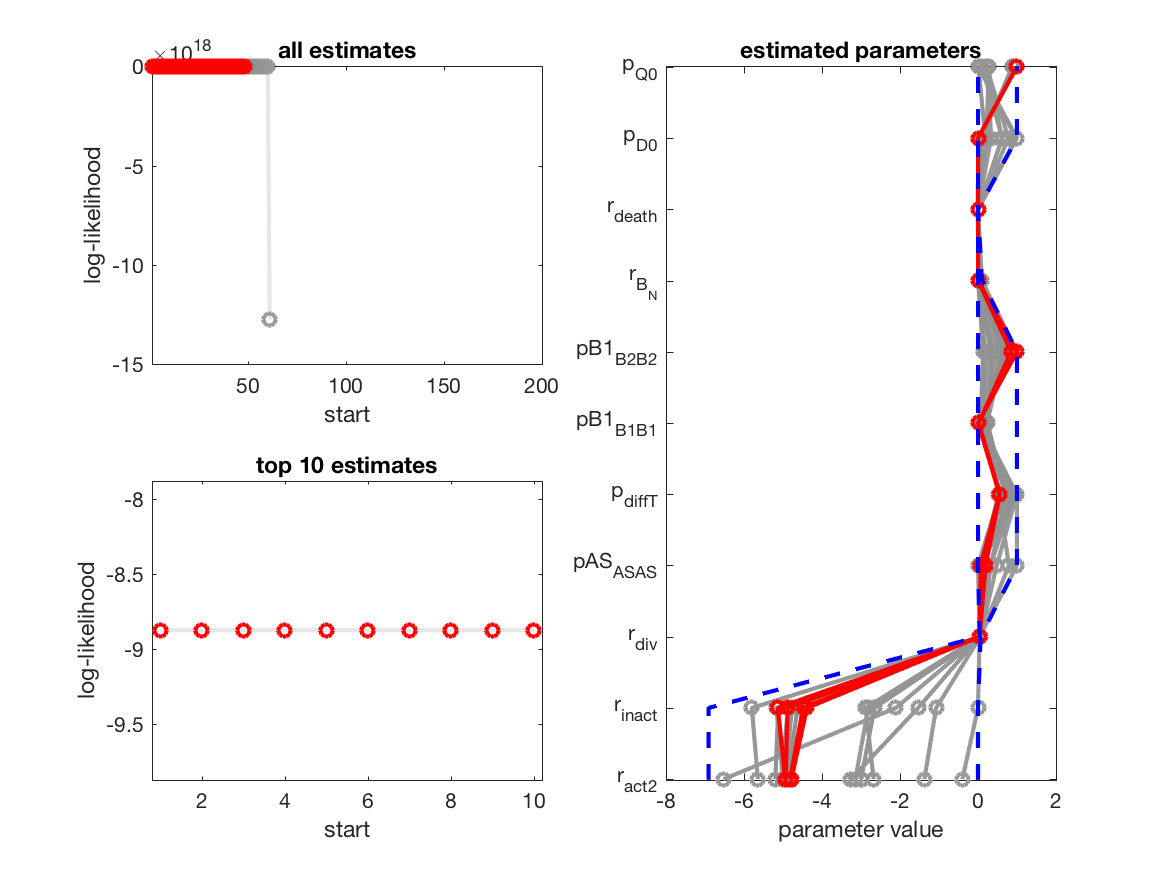 ×10^18
all estimates
0
-5
-10
-15
log-likelihood
50
100
150
200
start
top 10 estimates
-8
-8.5
-9
-9.5
log-likelihood
2
4
6
8
10
start
estimated parameters
p_Q0
p_D0
r_death
r_B_N
pB1_B2B2
pB1_B1B1
p_diffT
pAS_ASAS
r_div
r_inact
r_act2
-8
-6
-4
-2
0
2
parameter value